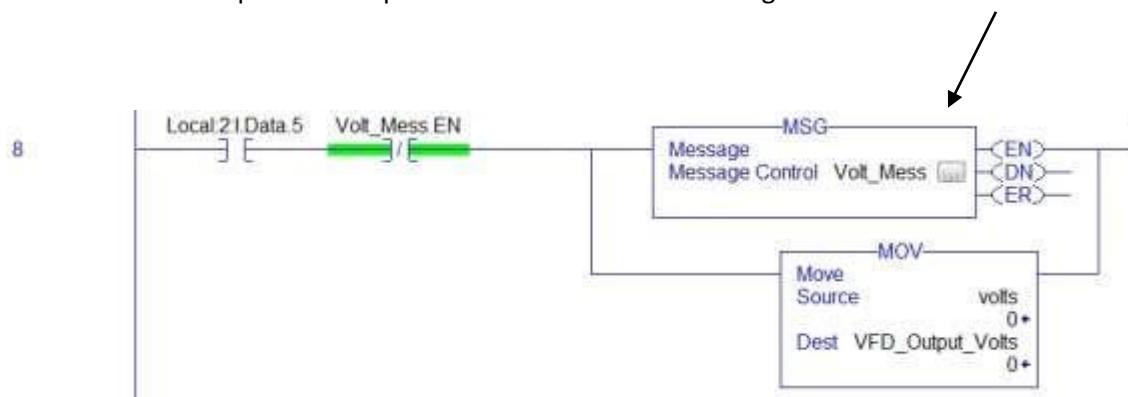 8
Local:2:I.Data.5 Volt_Mess.EN
MSG
Message
Message Control Volt_Mess ...
EN
DN
ER
MOV
Move
Source volts
0
Dest VFD_Output_Volts
0